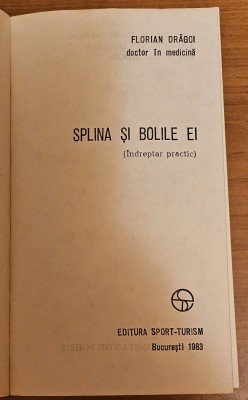 FLORIAN DRĂGOI
doctor în medicină
SPLINA ȘI BOLILE EI
(Îndreptar practic)
EDITURA SPORT-TURISM
București 1983